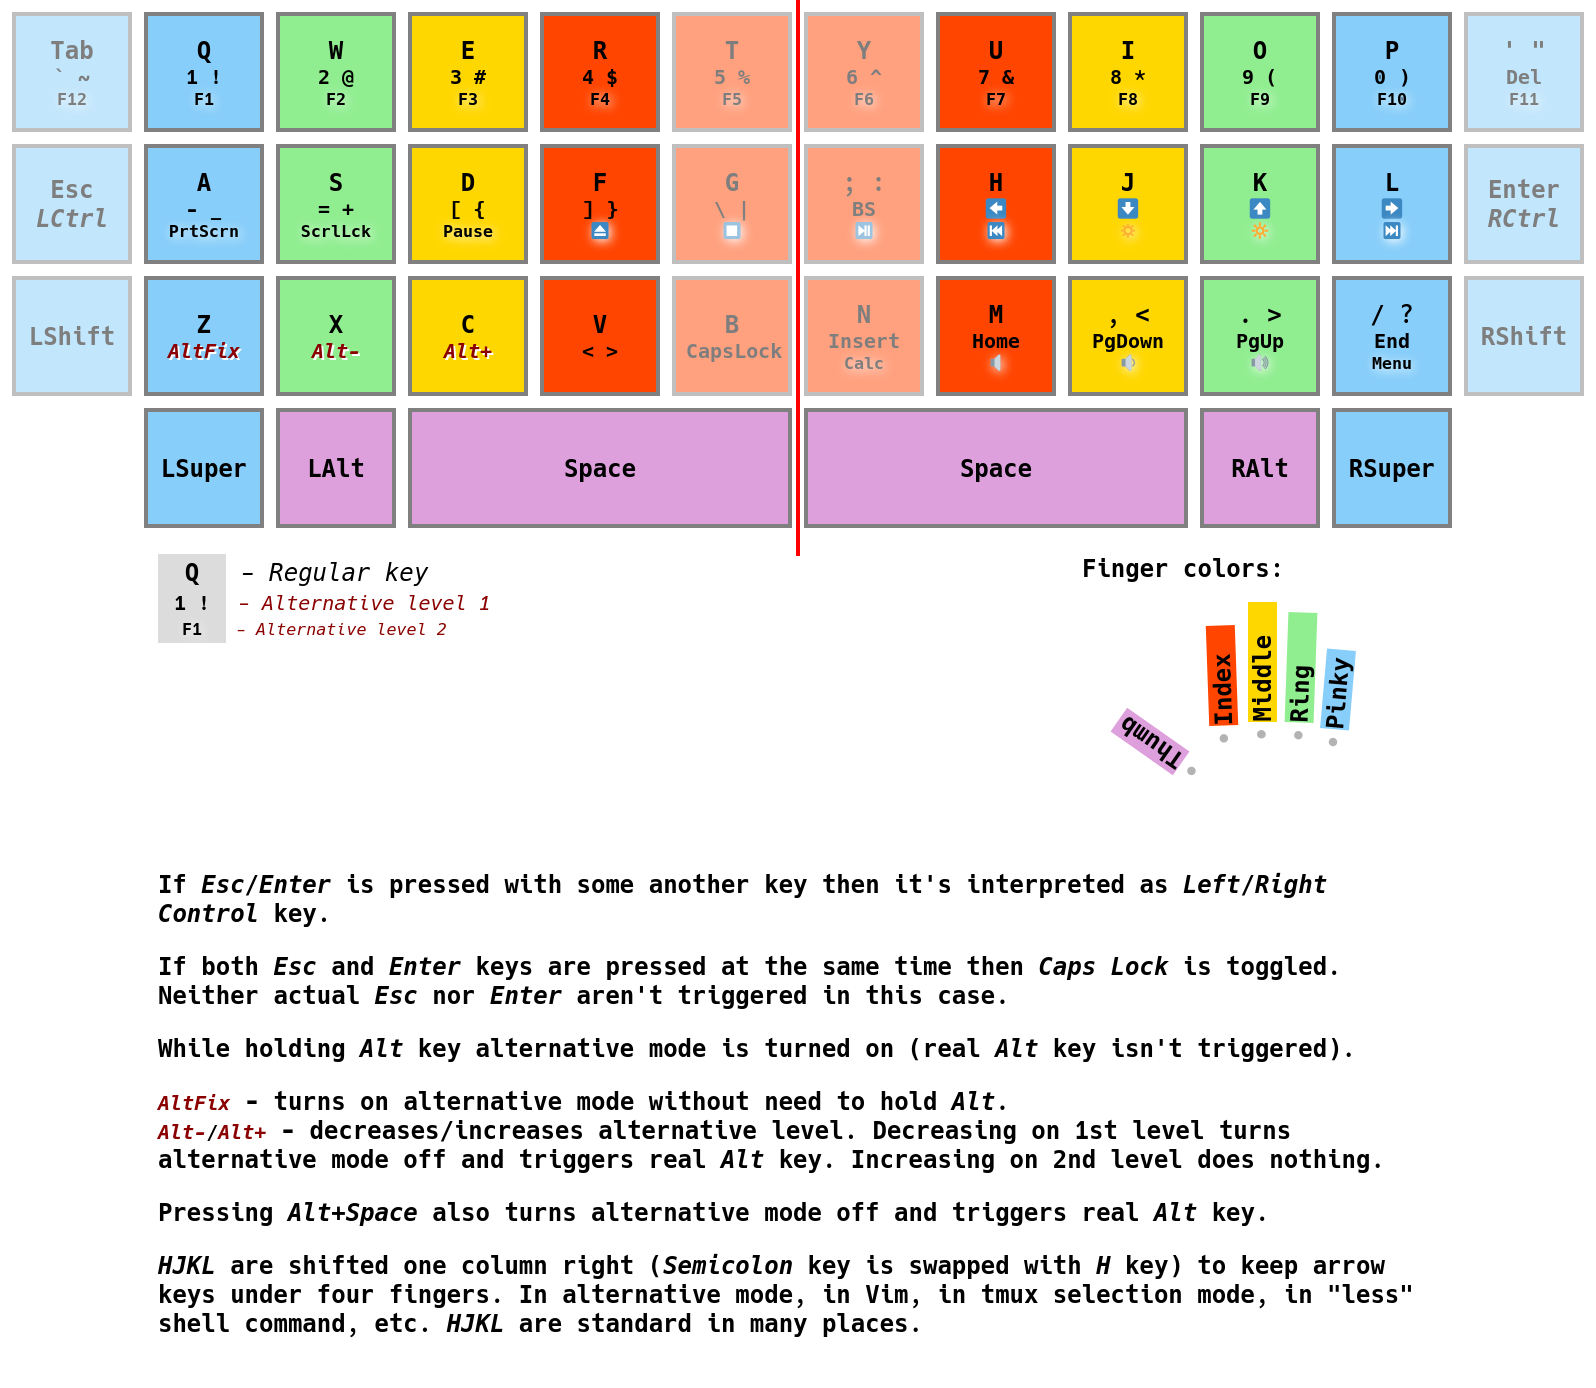 Tab Q W E R T Y U I O P ' "
` ~ 1 ! 2 @ 3 # 4 $ 5 % 6 ^ 7 & 8 * 9 ( 0 ) Del
F12 F1 F2 F3 F4 F5 F6 F7 F8 F9 F10 F11
Esc A S D F G ; : H J K L Enter
LCtrl - _ = + [ { ] } \ | BS ⬅ ⬇ ⬆ ➡ RCtrl
PrtScrn ScrlLck Pause ⏏ ⏹ ⏯ ⏮ 🔅 🔆 ⏭
LShift Z X C V B N M , < . > / ? RShift
AltFix Alt- Alt+ < > CapsLock Insert Home PgDown PgUp End
Calc 🔈 🔉 🔊 Menu
LSuper LAlt Space Space RAlt RSuper
Q – Regular key
1 ! – Alternative level 1
F1 – Alternative level 2
Finger colors:
Thumb
Index
Middle
Ring
Pinky
If Esc/Enter is pressed with some another key then it's interpreted as Left/Right
Control key.
If both Esc and Enter keys are pressed at the same time then Caps Lock is toggled.
Neither actual Esc nor Enter aren't triggered in this case.
While holding Alt key alternative mode is turned on (real Alt key isn't triggered).
AltFix – turns on alternative mode without need to hold Alt.
Alt-/Alt+ – decreases/increases alternative level. Decreasing on 1st level turns
alternative mode off and triggers real Alt key. Increasing on 2nd level does nothing.
Pressing Alt+Space also turns alternative mode off and triggers real Alt key.
HJKL are shifted one column right (Semicolon key is swapped with H key) to keep arrow
keys under four fingers. In alternative mode, in Vim, in tmux selection mode, in "less"
shell command, etc. HJKL are standard in many places.